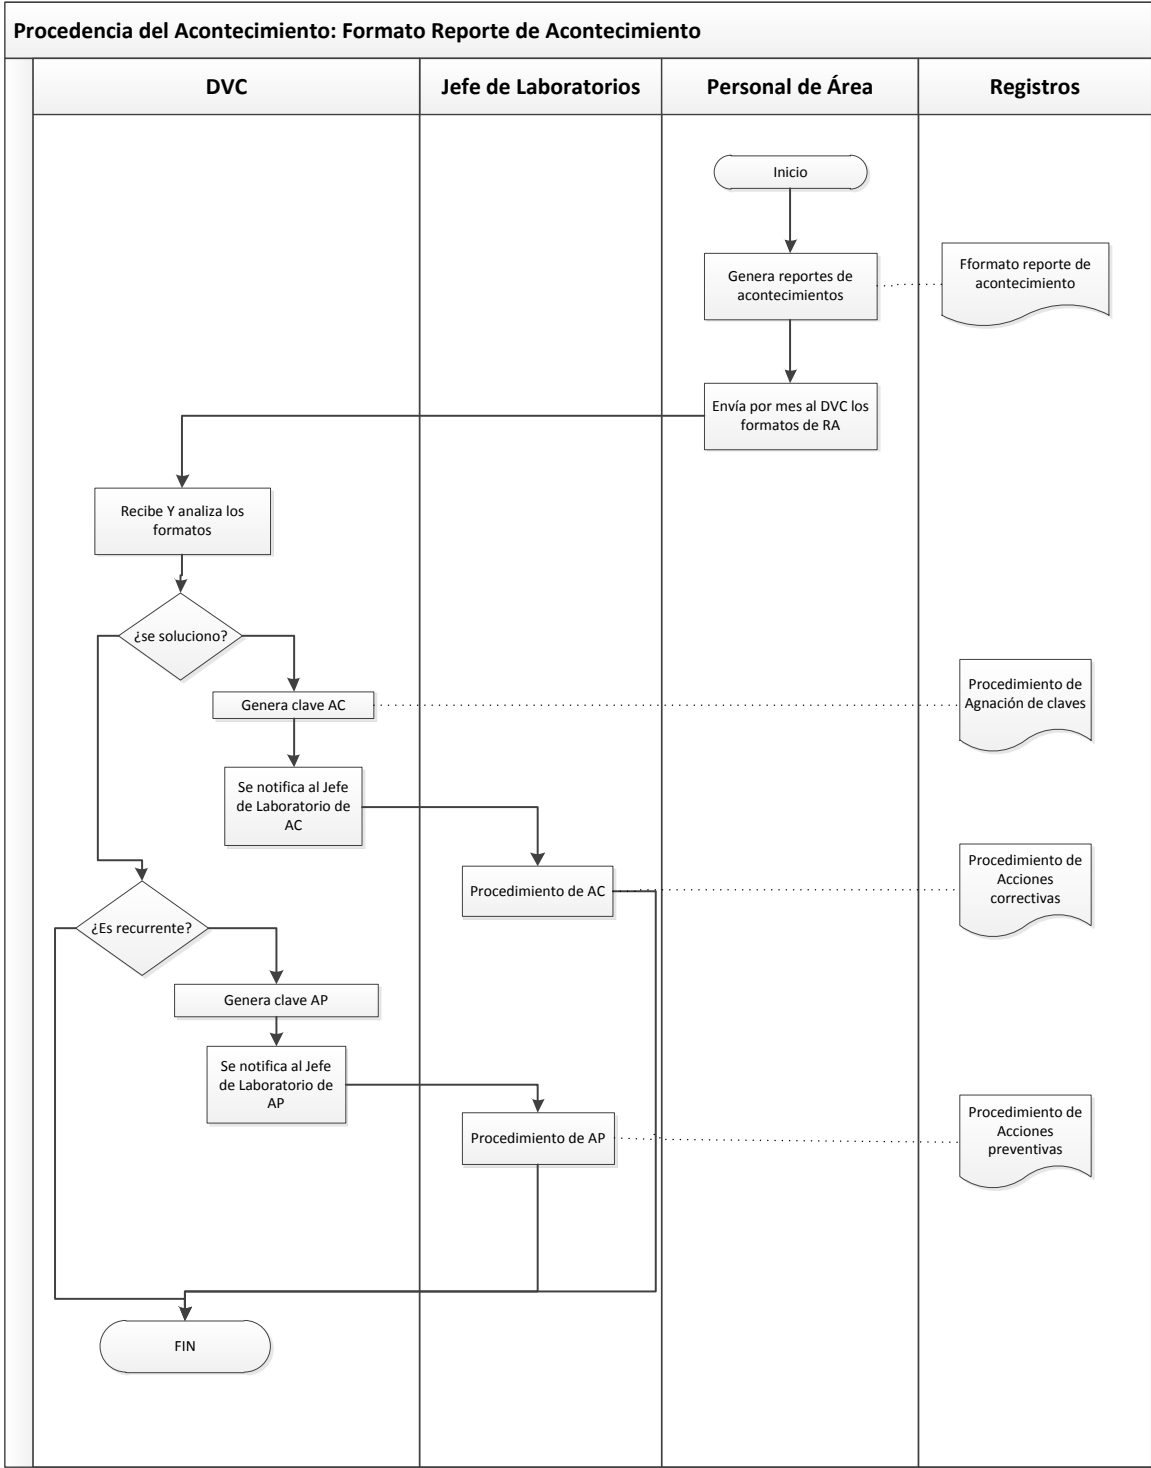 Procedencia del Acontecimiento: Formato Reporte de Acontecimiento
DVC
Jefe de Laboratorios
Personal de Área
Registros
Inicio
Genera reportes de
acontecimientos
Fformato reporte de
acontecimiento
Envía por mes al DVC los
formatos de RA
Recibe Y analiza los
formatos
¿se soluciono?
Genera clave AC
Procedimiento de
Agnación de claves
Se notifica al Jefe
de Laboratorio de
AC
Procedimiento de AC
Procedimiento de
Acciones
correctivas
¿Es recurrente?
Genera clave AP
Se notifica al Jefe
de Laboratorio de
AP
Procedimiento de AP
Procedimiento de
Acciones
preventivas
FIN